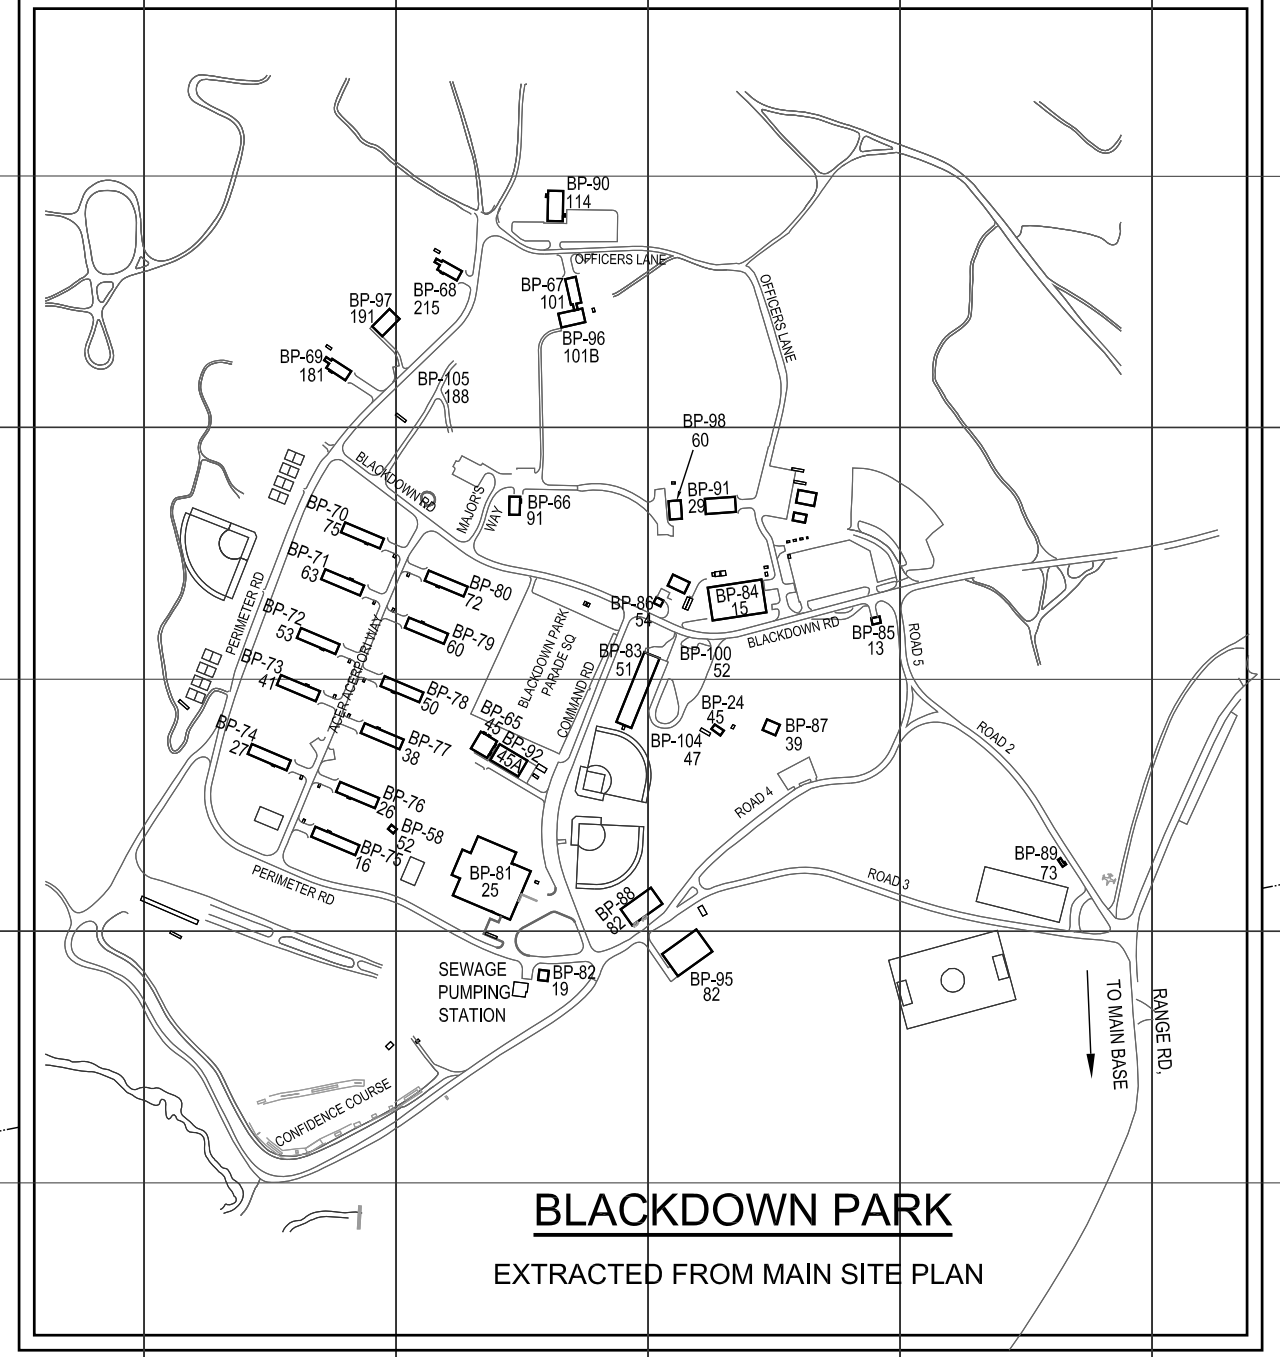 BP-90
114
OFFICERS LANE
BP-68
215
BP-67
101
BP-97
191
OFFICERS LANE
BP-96
101B
BP-69
181
BP-105
188
BP-98
60
BLACKDOWN RD
MAJOR'S
WAY
BP-66
91
BP-91
29
BP-70
75
BP-71
63
BP-80
72
BP-84
15
BP-86
54
BP-72
53
PERIMETER RD
BP-79
60
BLACKDOWN PARK
PARADE SQ
BLACKDOWN RD
BP-85
13
ROAD 5
BP-83
51
BP-100
52
BP-73
41
ACER ACERPORI WAY
BP-78
50
COMMAND RD
BP-24
45
BP-65
45
BP-74
27
BP-77
38
BP-92
45A
BP-104
47
BP-87
39
ROAD 2
BP-76
26
BP-58
52
ROAD 4
BP-75
16
BP-81
25
PERIMETER RD
ROAD 3
BP-89
73
BP-88
82
SEWAGE
PUMPING
STATION
BP-82
19
BP-95
82
TO MAIN BASE
RANGE RD,
CONFIDENCE COURSE
BLACKDOWN PARK
EXTRACTED FROM MAIN SITE PLAN